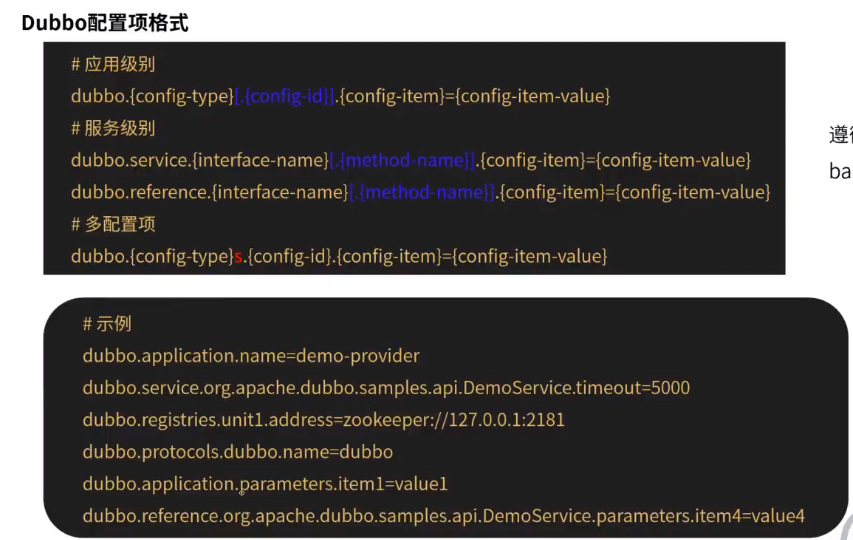 Dubbo配置项格式
# 应用级别
dubbo.{config-type}[.{config-id}].{config-item}={config-item-value}
# 服务级别
dubbo.service.{interface-name}[.{method-name}].{config-item}={config-item-value}
dubbo.reference.{interface-name}[.{method-name}].{config-item}={config-item-value}
# 多配置项
dubbo.{config-type}s.{config-id}.{config-item}={config-item-value}
遵
ba
# 示例
dubbo.application.name=demo-provider
dubbo.service.org.apache.dubbo.samples.api.DemoService.timeout=5000
dubbo.registries.unit1.address=zookeeper://127.0.0.1:2181
dubbo.protocols.dubbo.name=dubbo
dubbo.application.parameters.item1=value1
dubbo.reference.org.apache.dubbo.samples.api.DemoService.parameters.item4=value4